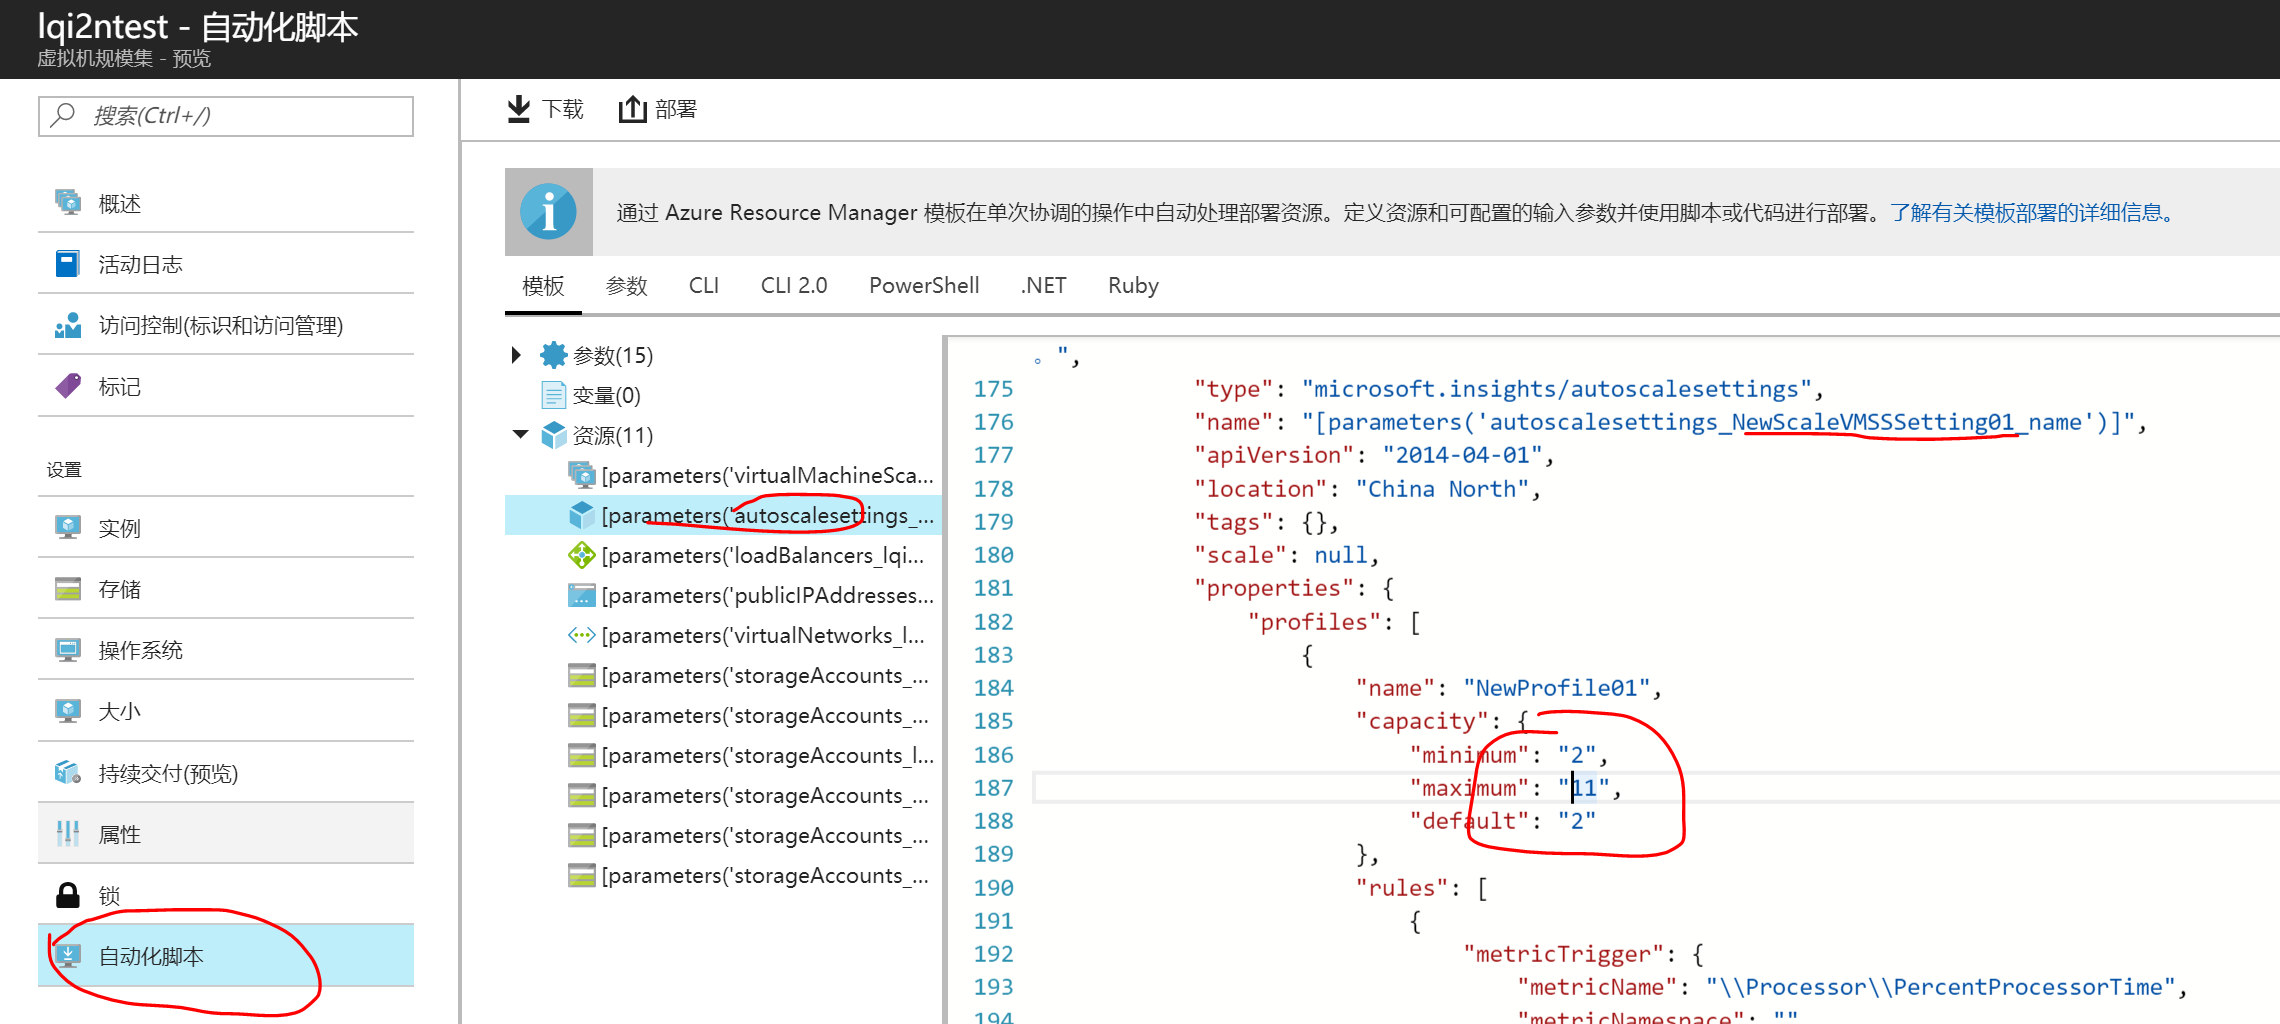 lqi2ntest - 自动化脚本
虚拟机规模集 - 预览
搜索(Ctrl+/)
概述
活动日志
访问控制(标识和访问管理)
标记
设置
实例
存储
操作系统
大小
持续交付(预览)
属性
锁
自动化脚本
下载 部署
通过 Azure Resource Manager 模板在单次协调的操作中自动处理部署资源。定义资源和可配置的输入参数并使用脚本或代码进行部署。了解有关模板部署的详细信息。
模板 参数 CLI CLI 2.0 PowerShell .NET Ruby
参数(15)
变量(0)
资源(11)
[parameters('virtualMachineSca...
[parameters('autoscalesettings_...
[parameters('loadBalancers_lqi...
[parameters('publicIPAddresses...
[parameters('virtualNetworks_l...
[parameters('storageAccounts_...
[parameters('storageAccounts_...
[parameters('storageAccounts_l...
[parameters('storageAccounts_...
[parameters('storageAccounts_...
[parameters('storageAccounts_...
。",
175 "type": "microsoft.insights/autoscalesettings",
176 "name": "[parameters('autoscalesettings_NewScaleVMSSSetting01_name')]",
177 "apiVersion": "2014-04-01",
178 "location": "China North",
179 "tags": {},
180 "scale": null,
181 "properties": {
182 "profiles": [
183 {
184 "name": "NewProfile01",
185 "capacity": {
186 "minimum": "2",
187 "maximum": "11",
188 "default": "2"
189 },
190 "rules": [
191 {
192 "metricTrigger": {
193 "metricName": "\\Processor\\PercentProcessorTime",
194 "metricNamespace": ""